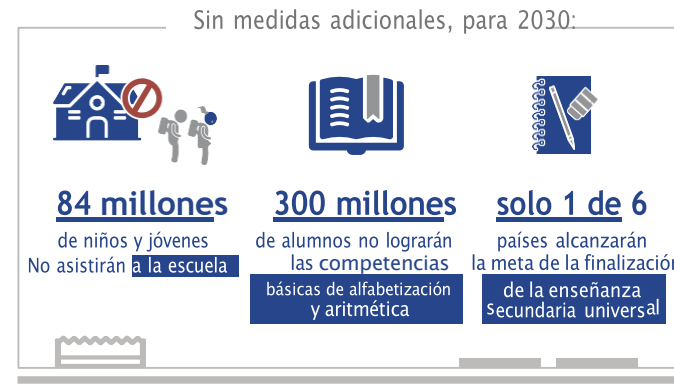 Sin medidas adicionales, para 2030:
84 millones
de niños y jóvenes
No asistirán a la escuela
300 millones
de alumnos no lograrán
las competencias
básicas de alfabetización
y aritmética
solo 1 de 6
países alcanzarán
la meta de la finalización
de la enseñanza
secundaria universal